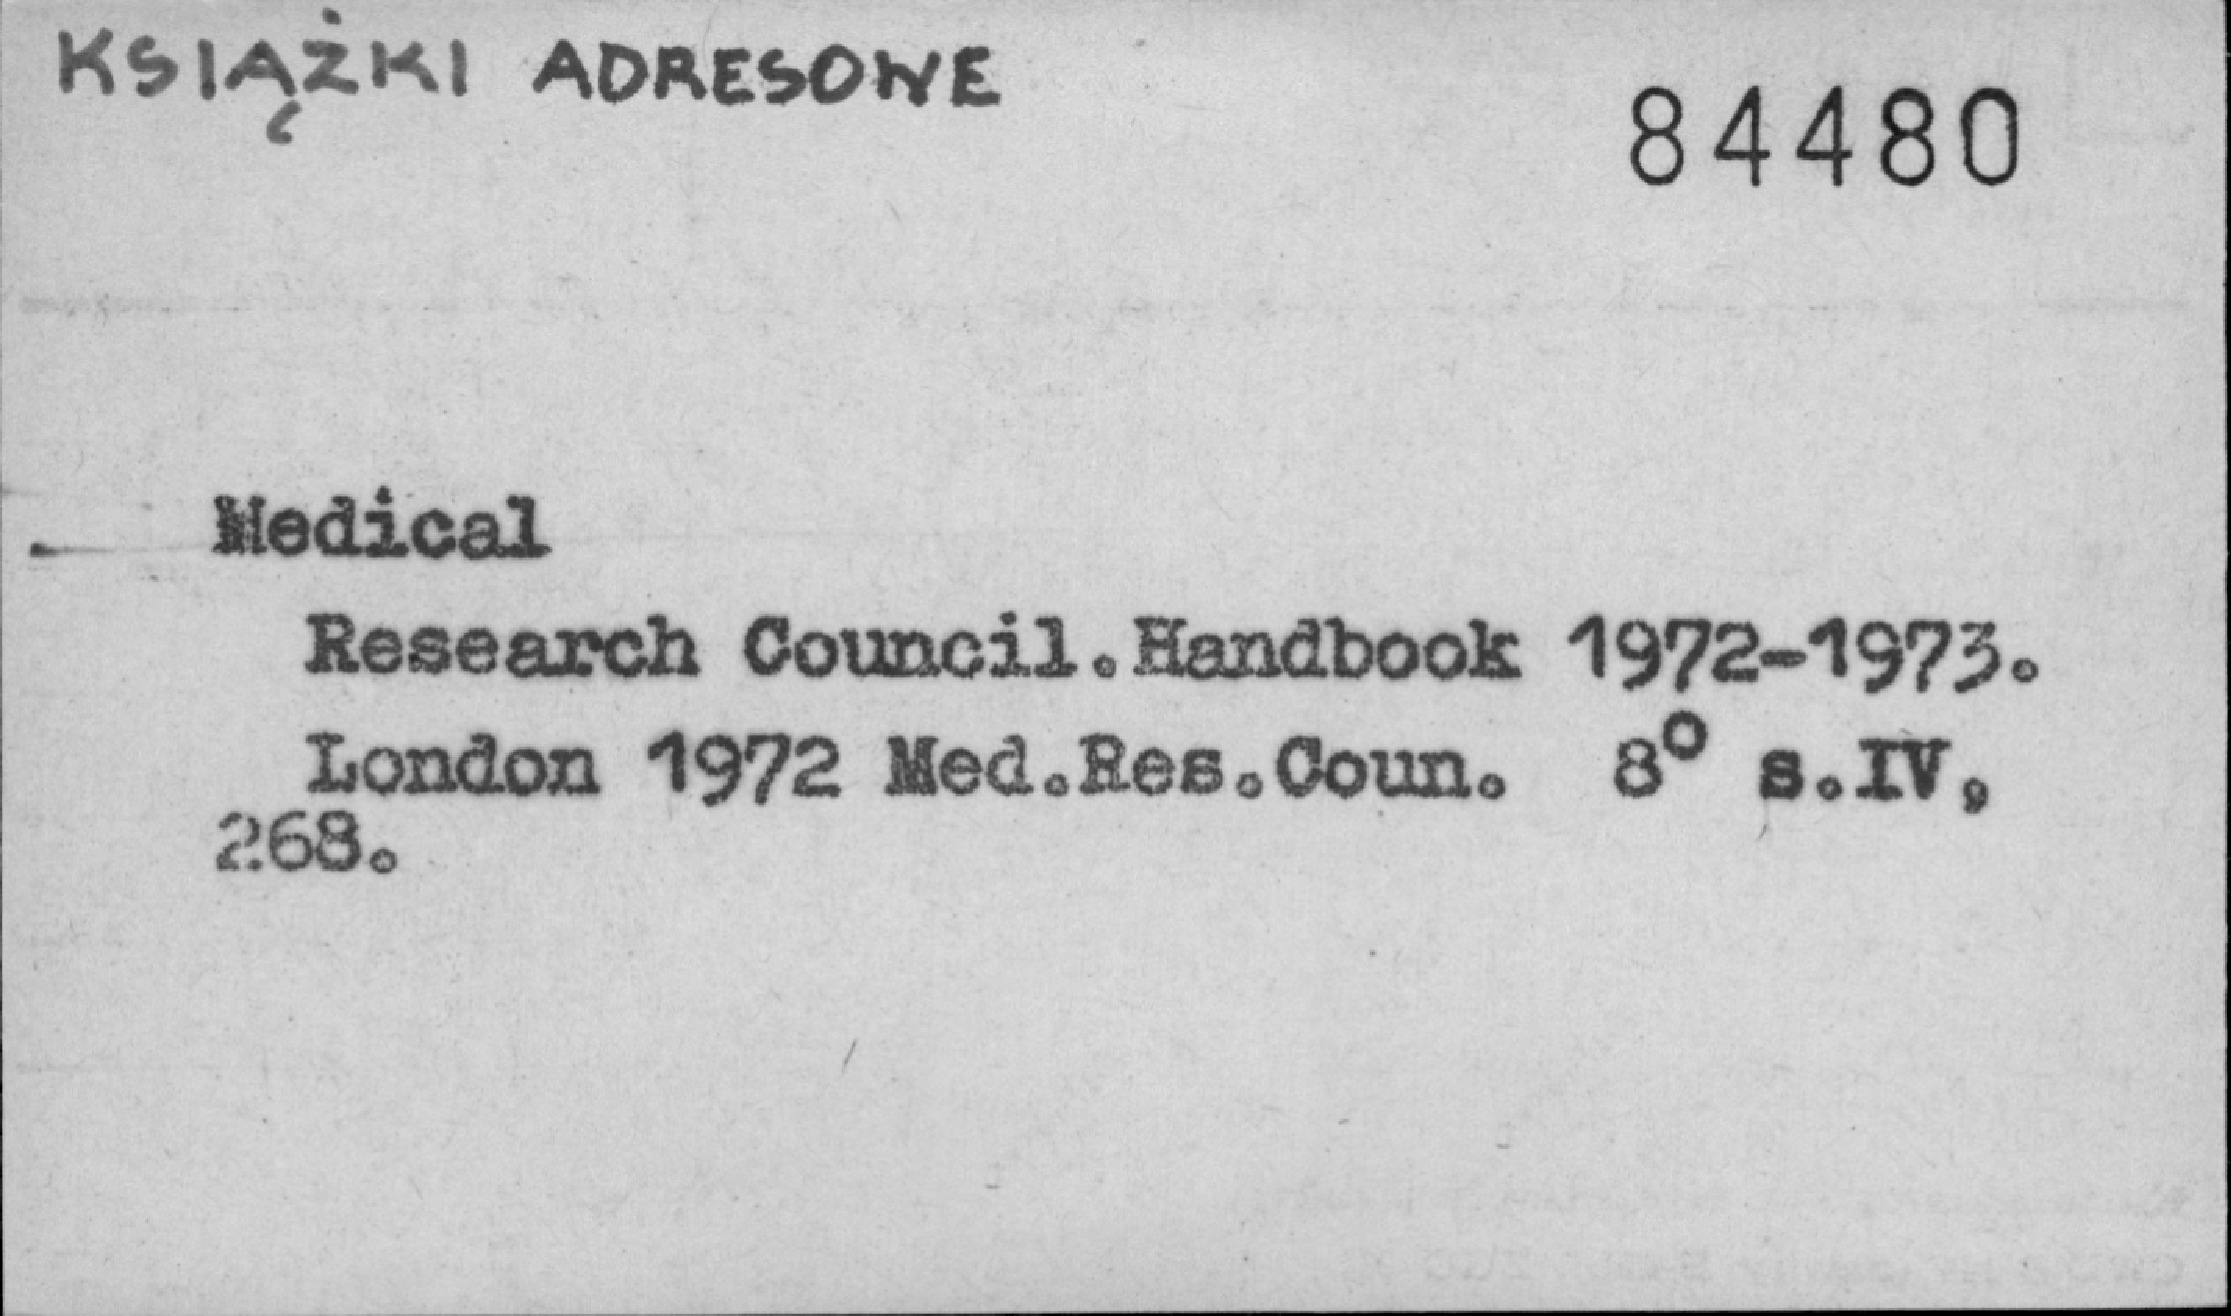 KSIĄŻKI ADRESOWE
84480
Medical
Research Council.Handbook 1972-1973.
London 1972 Med.Res.Coun. 8° s.IV,
268.